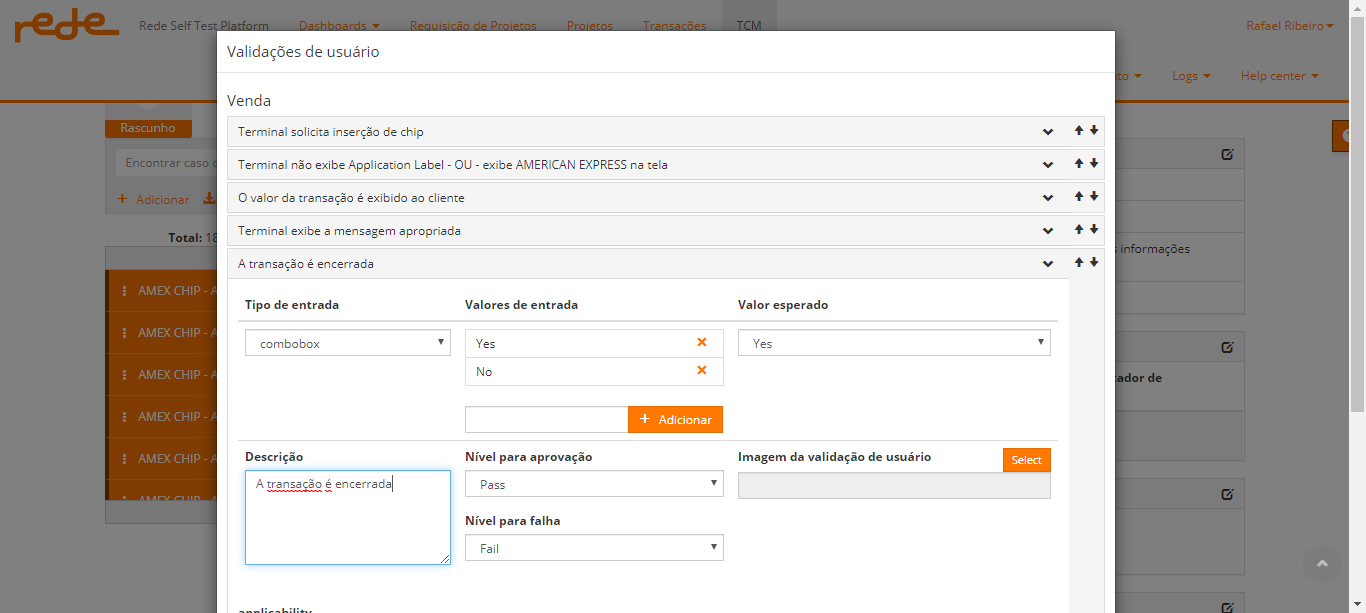 rede Rede Self Test Platform Dashboards Requisição de Projetos Projetos Transações TCM Rafael Ribeiro
Validações de usuário
Logs Help center
Venda
Rascunho
Terminal solicita inserção de chip
Encontrar caso
Terminal não exibe Application Label - OU - exibe AMERICAN EXPRESS na tela
+ Adicionar
O valor da transação é exibido ao cliente
Total: 18
Terminal exibe a mensagem apropriada
informações
A transação é encerrada
AMEX CHIP - A
Tipo de entrada Valores de entrada Valor esperado
AMEX CHIP - A
combobox Yes Yes
No
AMEX CHIP - A
de
AMEX CHIP - A
+ Adicionar
AMEX CHIP - A
Descrição Nível para aprovação Imagem da validação de usuário Select
A transação é encerrada Pass
AMEX CHIP - A
Nível para falha
Fail
applicability